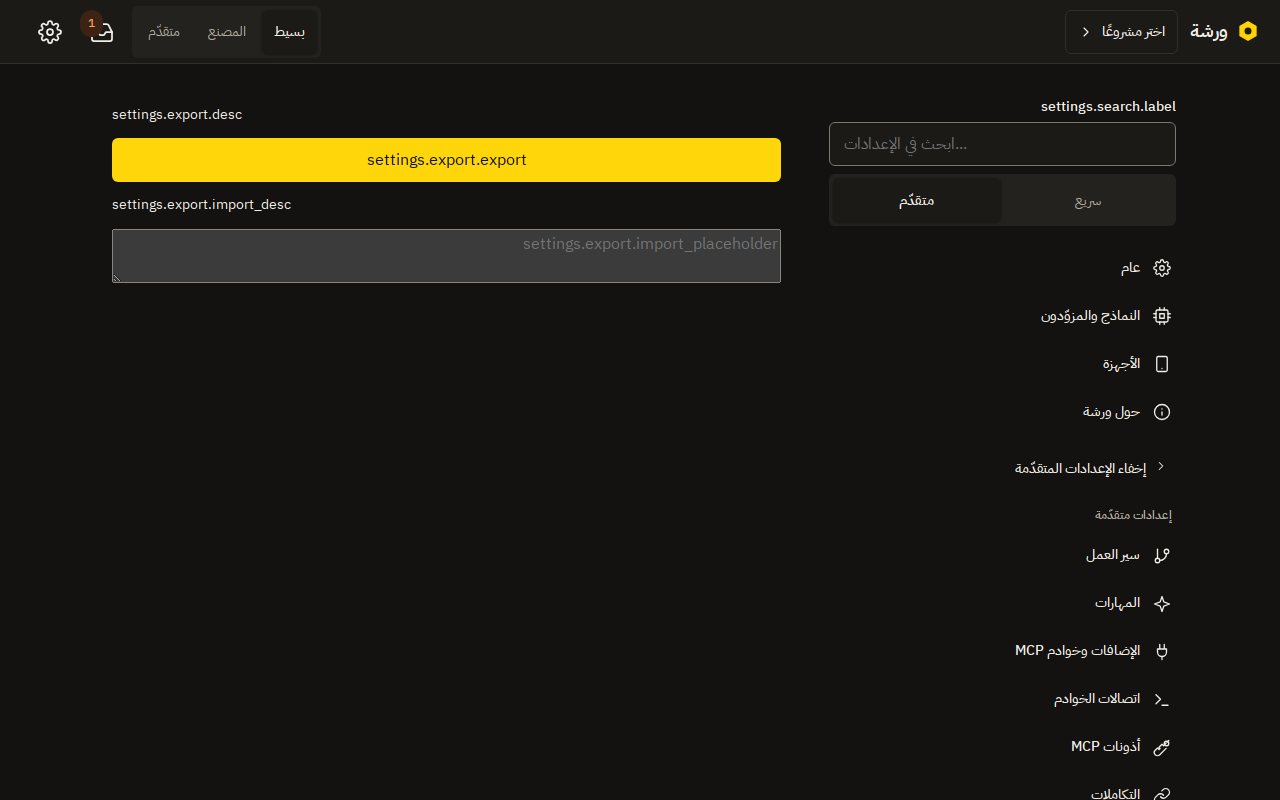 ورشة
اختر مشروعًا
بسيط
المصنع
متقدّم
1
settings.search.label
ابحث في الإعدادات...
سريع
متقدّم
عام
النماذج والمزوّدون
الأجهزة
حول ورشة
إخفاء الإعدادات المتقدّمة
إعدادات متقدّمة
سير العمل
المهارات
الإضافات وخوادم MCP
اتصالات الخوادم
أذونات MCP
التكاملات
settings.export.desc
settings.export.export
settings.export.import_desc
settings.export.import_placeholder